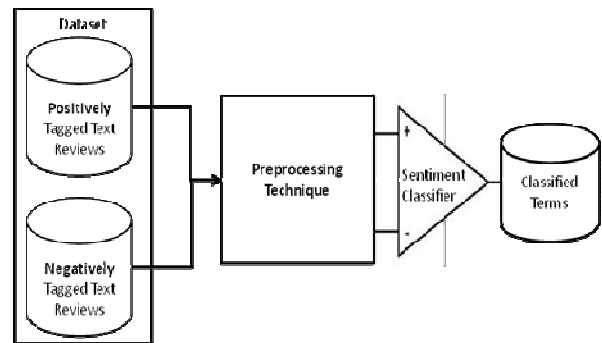 Dataset
Positively
Tagged Text
Reviews
Negatively
Tagged Text
Reviews
Preprocessing
Technique
+
Sentiment
Classifier
-
Classified
Terms